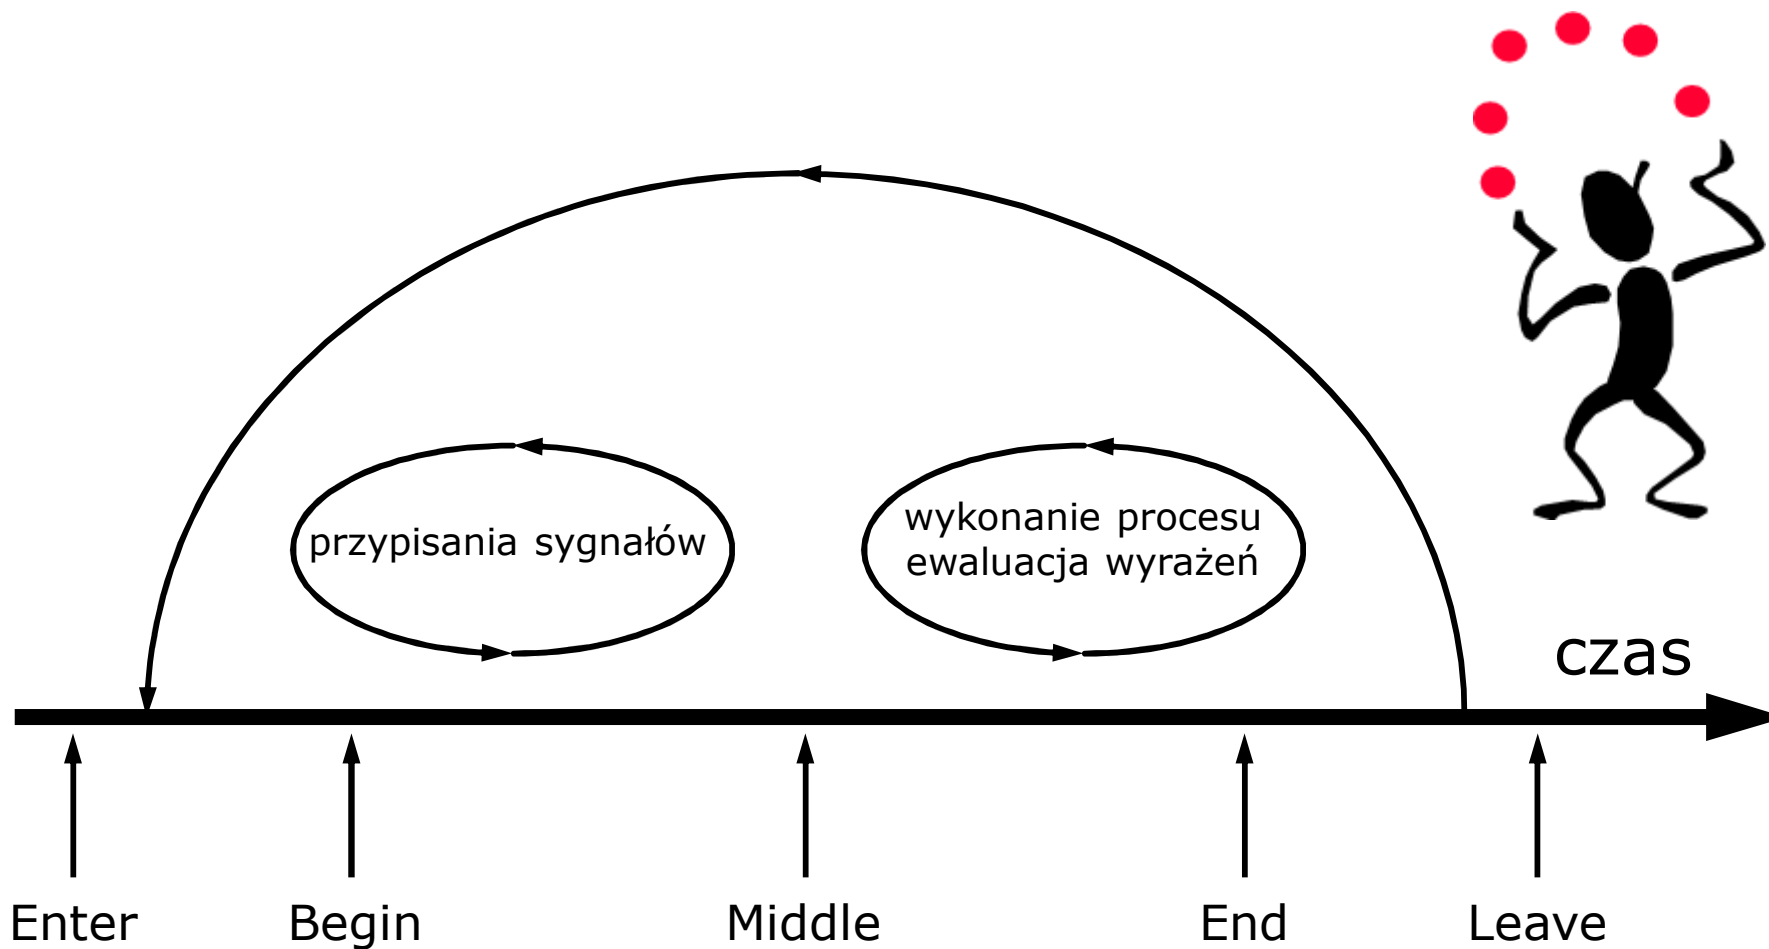 przypisania sygnałów
wykonanie procesu
ewaluacja wyrażeń
czas
Enter
Begin
Middle
End
Leave